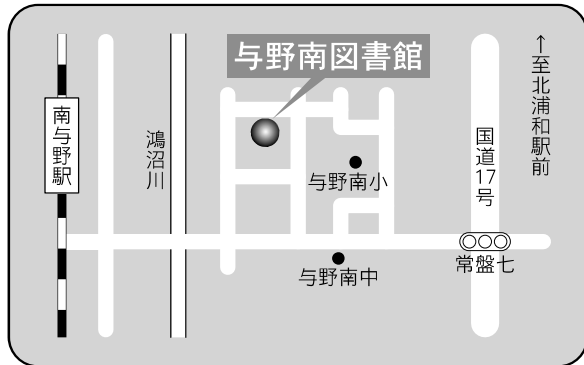 与野南図書館
南与野駅
鴻沼川
与野南小
国道17号
↑至北浦和駅前
与野南中
常盤七